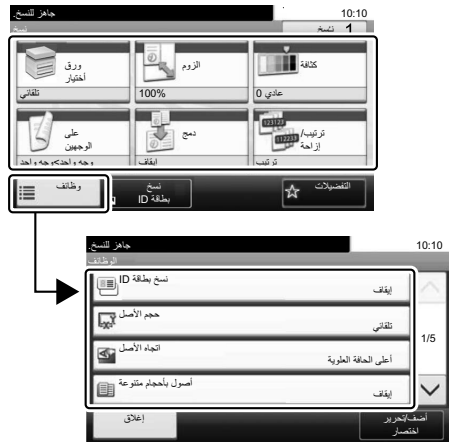 جاهز للنسخ.
10:10
نسخ
نسخ 1
ورق
أختيار
تلقائي
الزوم
100%
كثافة
عادي 0
على
الوجهين
وجه واحد>وجه واحد
دمج
إيقاف
ترتيب/
إزاحة
ترتيب
وظائف
نسخ
بطاقة ID
التفضيلات
جاهز للنسخ.
10:10
الوظائف
نسخ بطاقة ID
إيقاف
حجم الأصل
تلقائي
اتجاه الأصل
أعلى الحافة العلوية
أصول بأحجام متنوعة
إيقاف
1/5
إغلاق
أضف/تحرير
اختصار